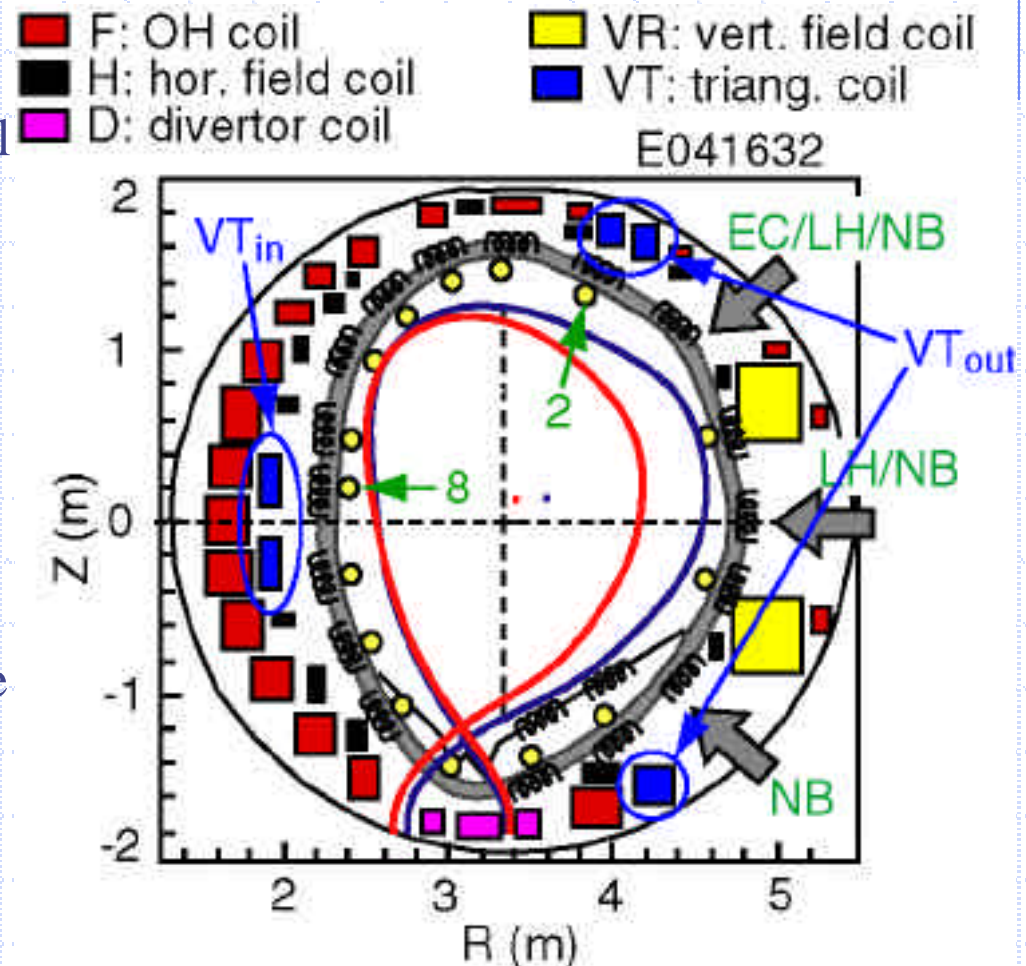 F: OH coil
VR: vert. field coil
H: hor. field coil
VT: triang. coil
D: divertor coil
E041632
VTin
EC/LH/NB
VTout
2
8
LH/NB
NB
Z (m)
2
1
0
-1
-2
2 3 4 5
R (m)